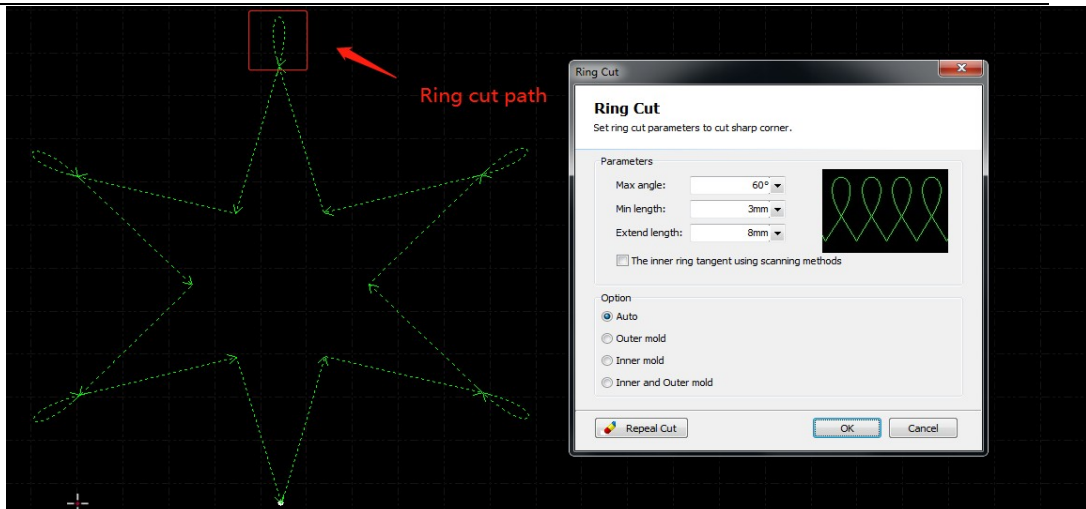 Ring cut path
Ring Cut
Ring Cut
Set ring cut parameters to cut sharp corner.
Parameters
Max angle: 60°
Min length: 3mm
Extend length: 8mm
The inner ring tangent using scanning methods
Option
Auto
Outer mold
Inner mold
Inner and Outer mold
Repeal Cut OK Cancel